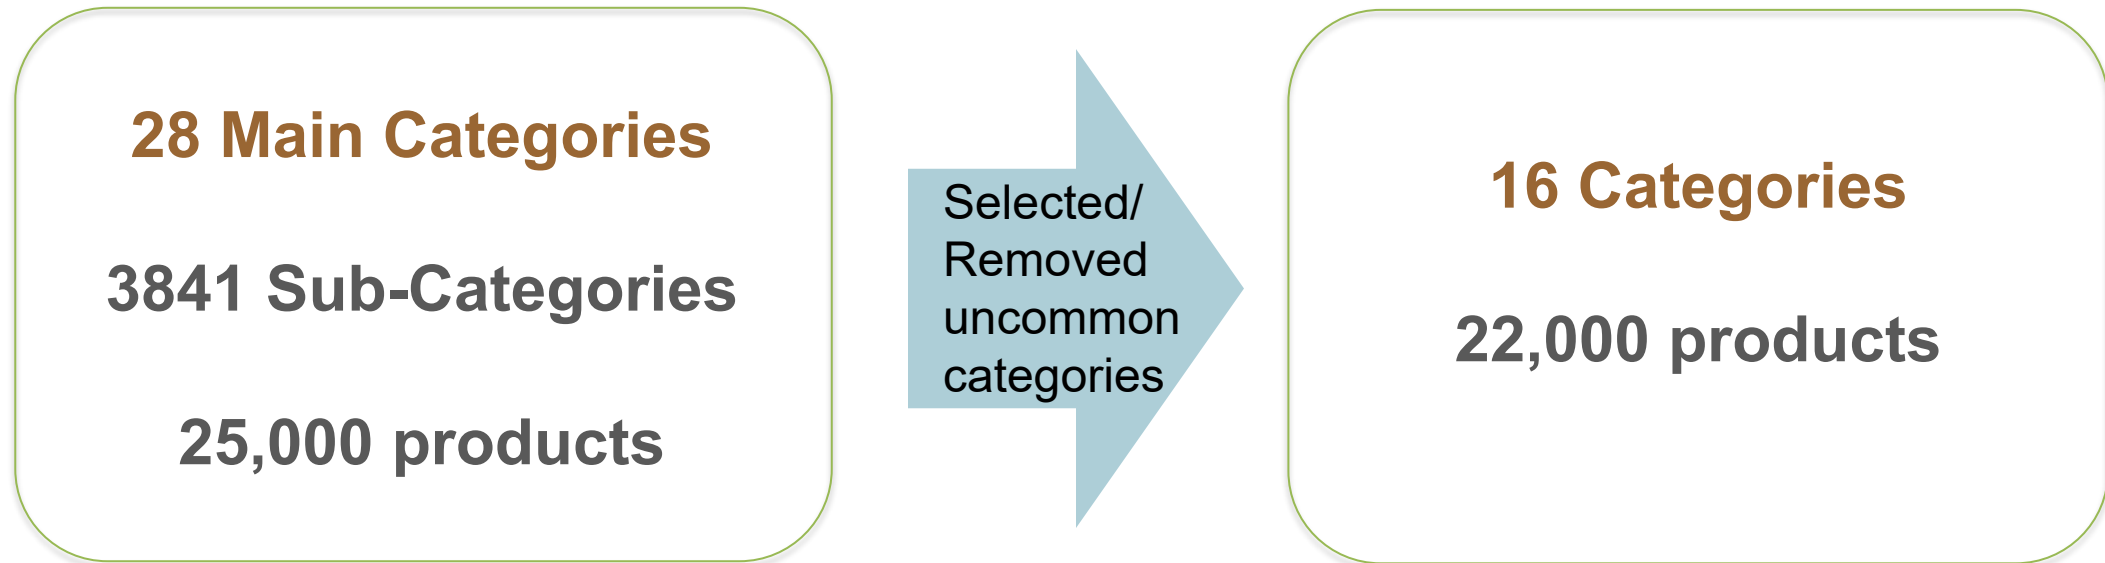 28 Main Categories
3841 Sub-Categories
25,000 products
Selected/
Removed
uncommon
categories
16 Categories
22,000 products